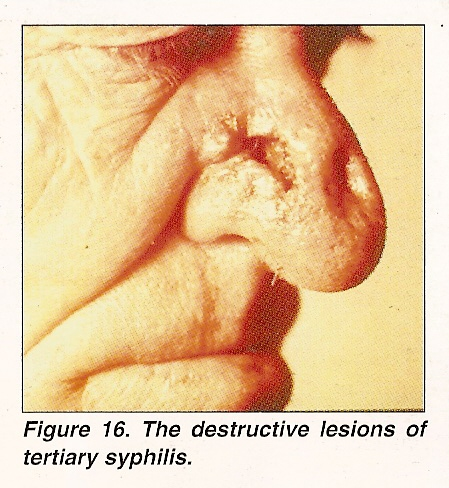 Figure 16. The destructive lesions of
tertiary syphilis.